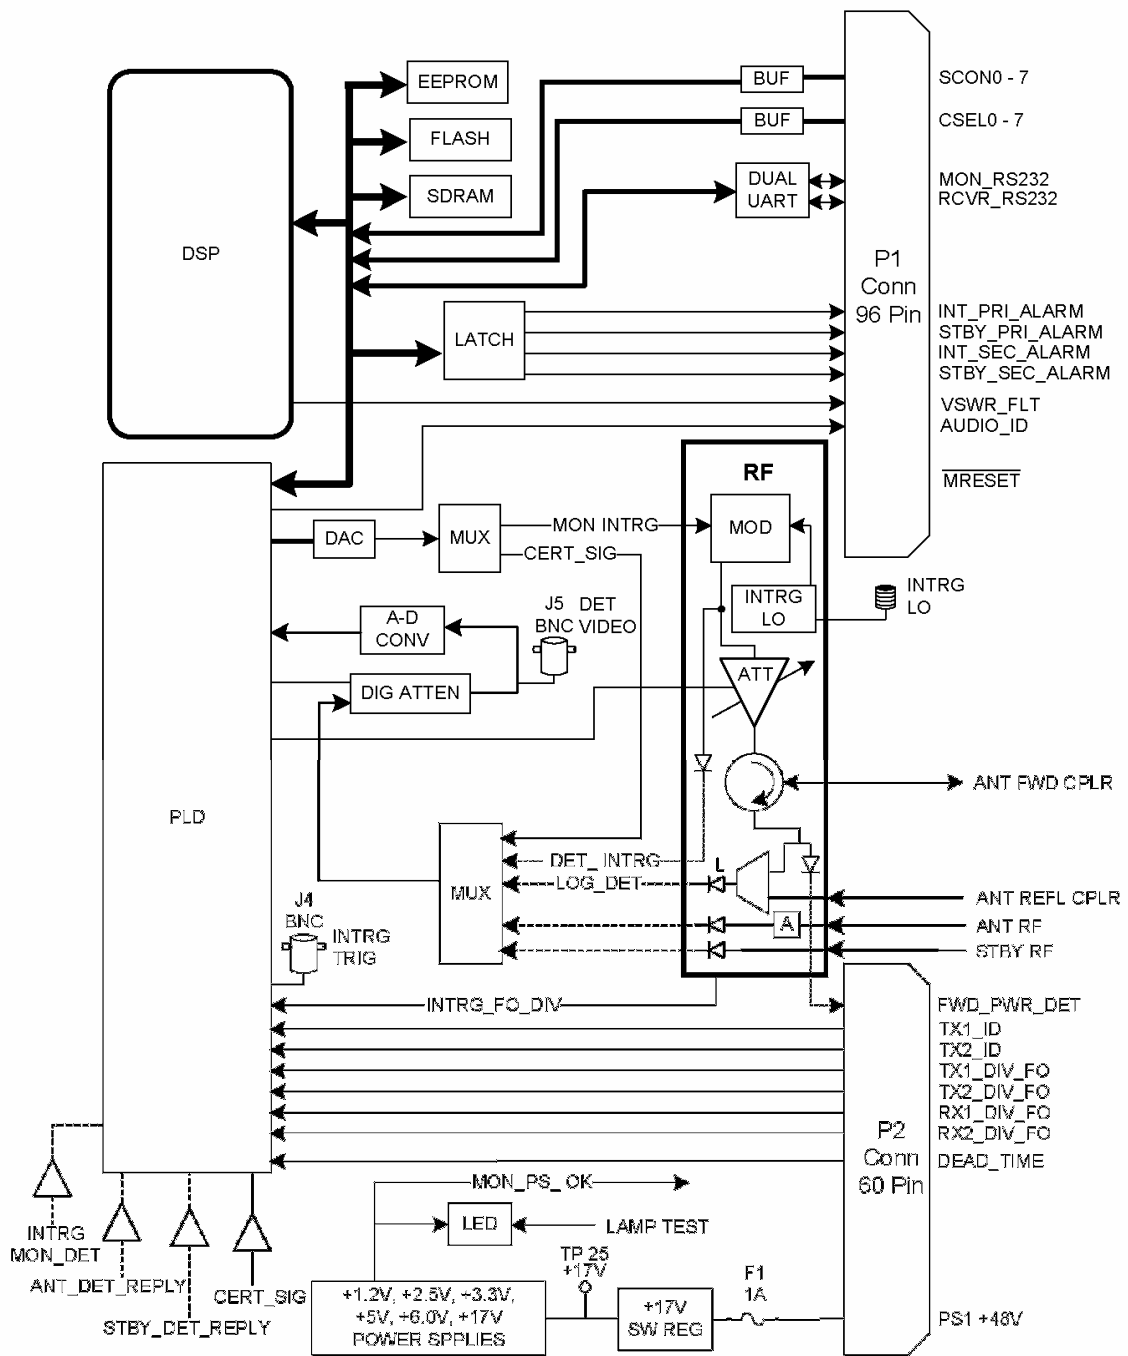 EEPROM
FLASH
SDRAM
DSP
BUF
BUF
DUAL
UART
LATCH
P1
Conn
96 Pin
SCON0 - 7
CSEL0 - 7
MON_RS232
RCVR_RS232
INT_PRI_ALARM
STBY_PRI_ALARM
INT_SEC_ALARM
STBY_SEC_ALARM
VSWR_FLT
AUDIO_ID
MRESET
RF
MOD
INTRG
LO
INTRG
LO
ATT
DAC
MUX
MON INTRG
CERT_SIG
A-D
CONV
J5 DET
BNC VIDEO
DIG ATTEN
PLD
MUX
DET_ INTRG
LOG_DET
L
A
ANT FWD CPLR
ANT REFL CPLR
ANT RF
STBY RF
J4
BNC
INTRG
TRIG
INTRG_FO_DIV
FWD_PWR_DET
TX1_ID
TX2_ID
TX1_DIV_FO
TX2_DIV_FO
RX1_DIV_FO
RX2_DIV_FO
DEAD_TIME
P2
Conn
60 Pin
MON_PS_ OK
LED
LAMP TEST
INTRG
MON_DET
ANT_DET_REPLY
STBY_DET_REPLY
CERT_SIG
+1.2V, +2.5V, +3.3V,
+5V, +6.0V, +17V
POWER SPPLIES
TP 25
+17V
+17V
SW REG
F1
1A
PS1 +48V